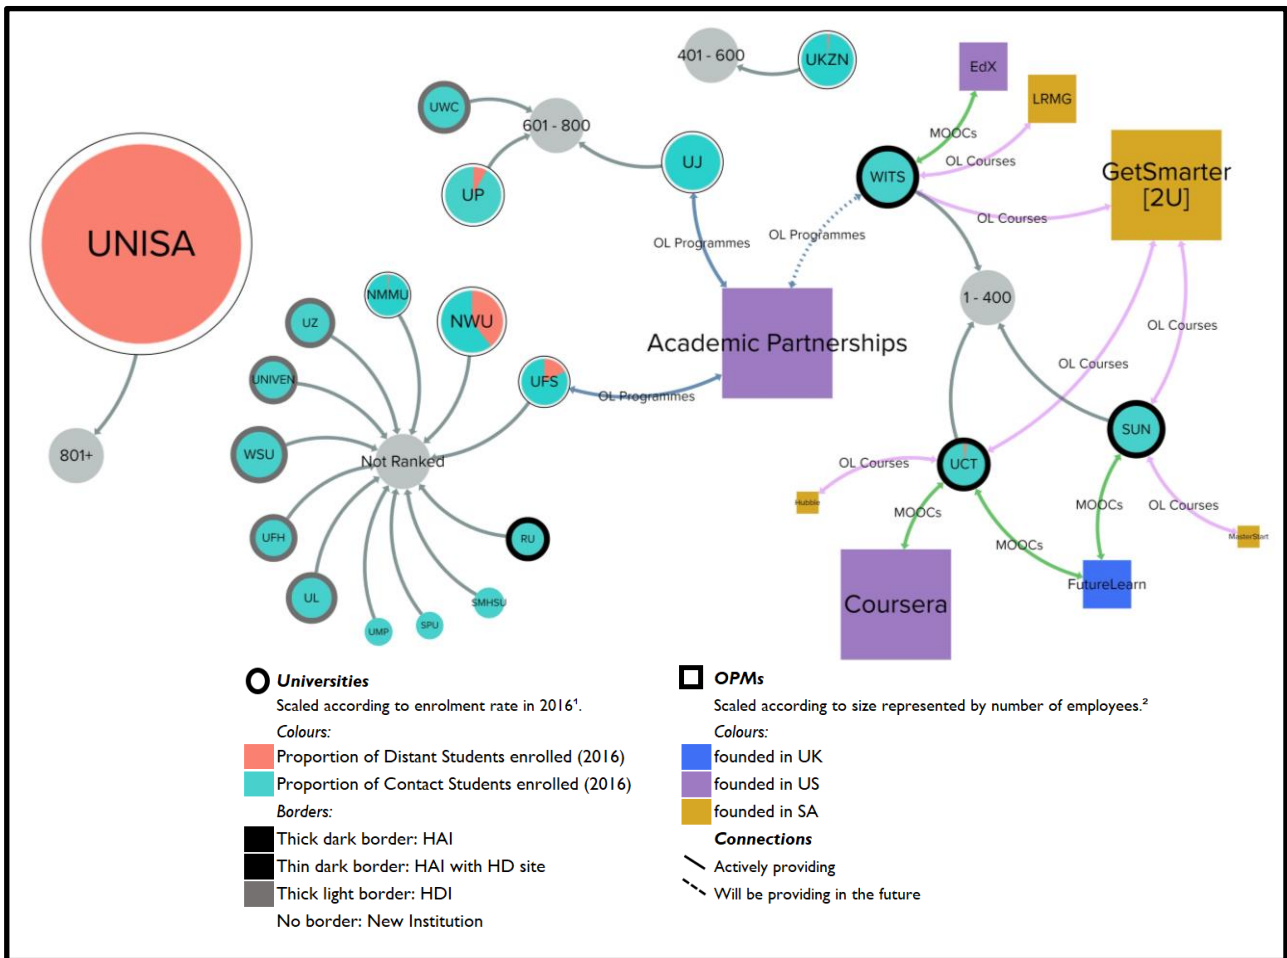 401 - 600
UKZN
EdX
LRMG
UWC
601 - 800
MOOCs
OL Courses
UJ
WITS
GetSmarter
[2U]
UP
OL Courses
UNISA
OL Programmes
OL Programmes
NMMU
1 - 400
UZ
NWU
OL Courses
Academic Partnerships
OL Courses
UNIVEN
UFS
OL Programmes
SUN
801+
WSU
Not Ranked
OL Courses
UCT
Hubble
MOOCs
MOOCs
OL Courses
UFH
RU
MOOCs
MasterStart
FutureLearn
UL
SMHSU
Coursera
UMP
SPU
Universities
Scaled according to enrolment rate in 2016¹.
Colours:
Proportion of Distant Students enrolled (2016)
Proportion of Contact Students enrolled (2016)
Borders:
Thick dark border: HAI
Thin dark border: HAI with HD site
Thick light border: HDI
No border: New Institution
OPMs
Scaled according to size represented by number of employees.²
Colours:
founded in UK
founded in US
founded in SA
Connections
Actively providing
Will be providing in the future